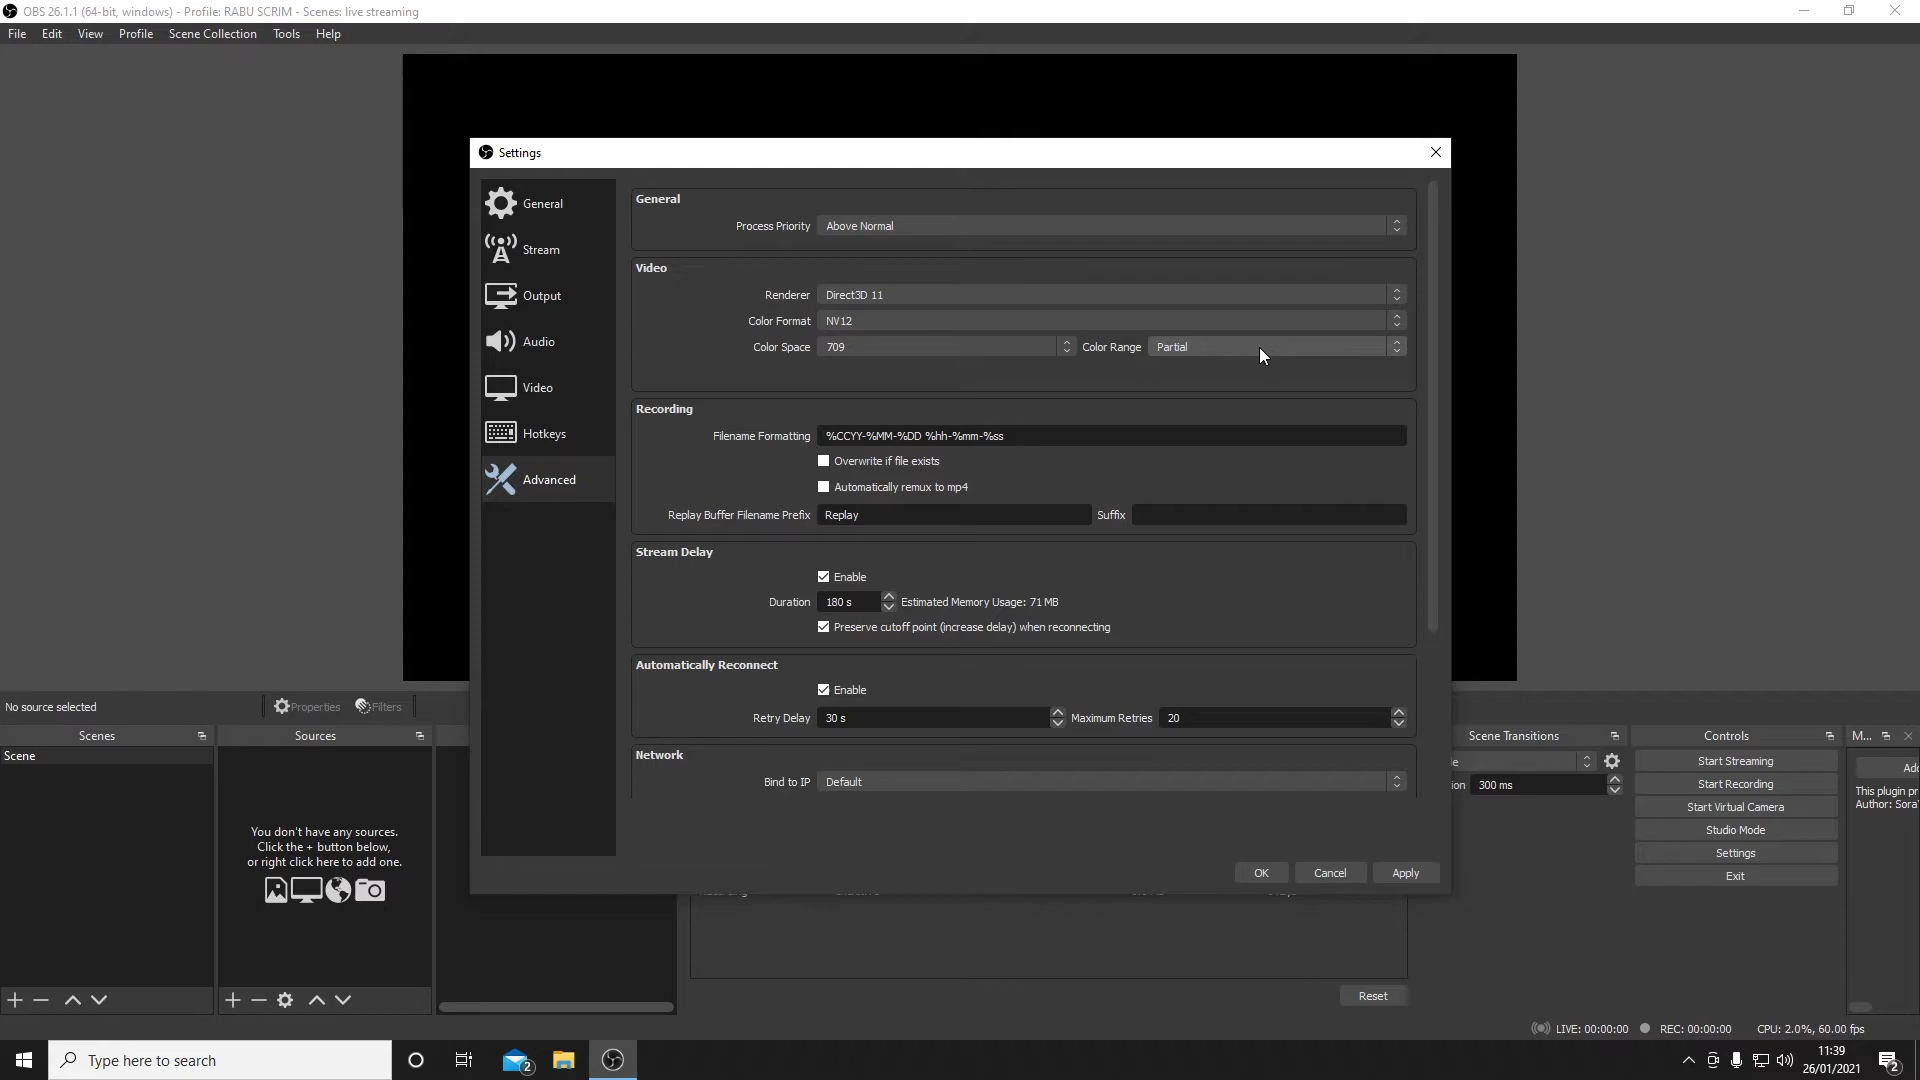 OBS 26.1.1 (64-bit, windows) - Profile: RABU SCRIM - Scenes: live streaming
File Edit View Profile Scene Collection Tools Help
Settings
General
Stream
Output
Audio
Video
Hotkeys
Advanced
General
Process Priority Above Normal
Video
Renderer Direct3D 11
Color Format NV12
Color Space 709 Color Range Partial
Recording
Filename Formatting %CCYY-%MM-%DD %hh-%mm-%ss
Overwrite if file exists
Automatically remux to mp4
Replay Buffer Filename Prefix Replay Suffix
Stream Delay
Enable
Duration 180 s Estimated Memory Usage: 71 MB
Preserve cutoff point (increase delay) when reconnecting
Automatically Reconnect
Enable
Retry Delay 30 s Maximum Retries 20
Network
Bind to IP Default
OK Cancel Apply
No source selected Properties Filters
Scenes
Scene
Sources
You don't have any sources.
Click the + button below,
or right click here to add one.
Scene Transitions
300 ms
Controls
Start Streaming
Start Recording
Start Virtual Camera
Studio Mode
Settings
Exit
M...
This plugin pr
Author: Sora
Reset
LIVE: 00:00:00 REC: 00:00:00 CPU: 2.0%, 60.00 fps
Type here to search
2
11:39
26/01/2021
2